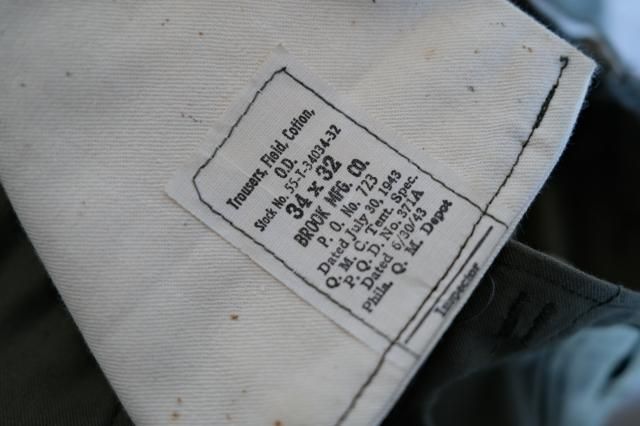 Trousers, Field, Cotton,
O.D.
Stock No. 55-T-34034-32
34 x 32
BROOK MFG. CO.
P. O. No. 723
Dated July 30, 1943
Q. M. C. Tent. Spec.
P. Q. D. No. 371A
Dated 6/30/43
Phila. Q. M. Depot
Inspector